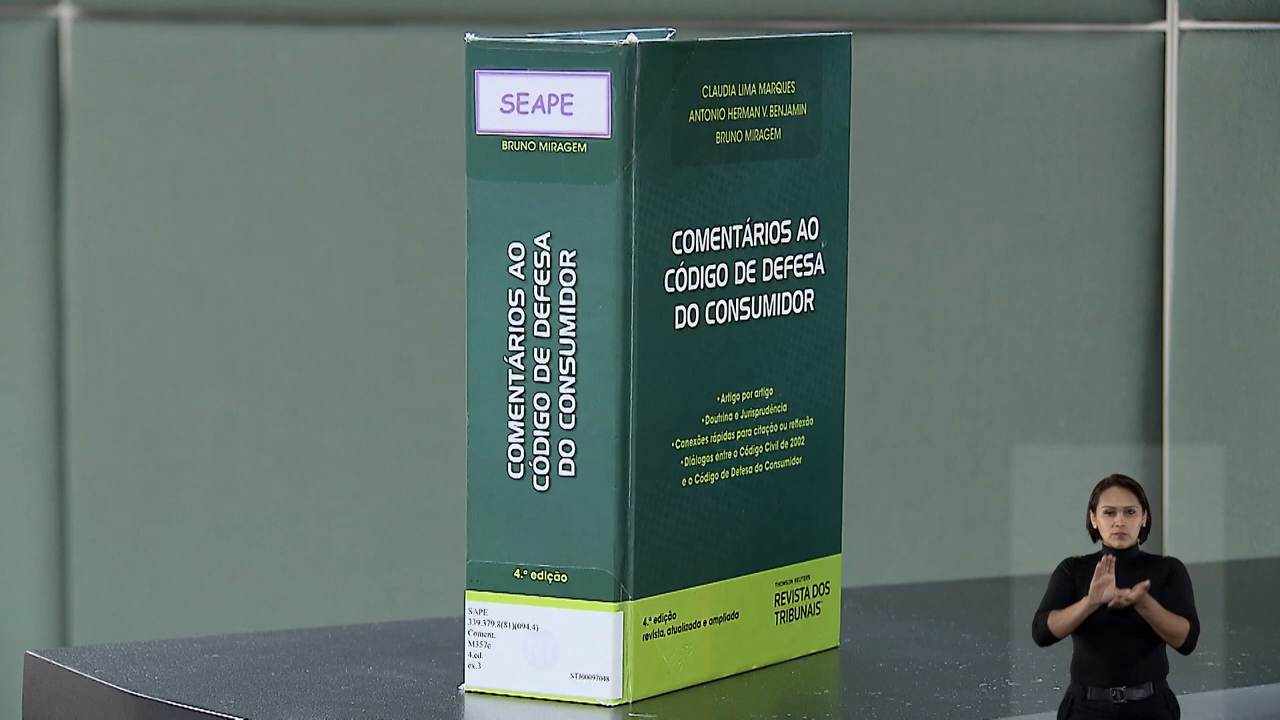 SEAPE
BRUNO MIRAGEM
COMENTÁRIOS AO
CÓDIGO DE DEFESA
DO CONSUMIDOR
4.ª edição
SAPE
339.379.8(81)(094.4)
Coment.
M357c
4.ed.
ex.3
STJ00097048
CLAUDIA LIMA MARQUES
ANTONIO HERMAN V. BENJAMIN
BRUNO MIRAGEM
COMENTÁRIOS AO
CÓDIGO DE DEFESA
DO CONSUMIDOR
• Artigo por artigo
• Doutrina e Jurisprudência
• Conexões rápidas para citação ou reflexão
• Diálogos entre o Código Civil de 2002
e o Código de Defesa do Consumidor
4.ª edição
revista, atualizada e ampliada
THOMSON REUTERS
REVISTA DOS
TRIBUNAIS